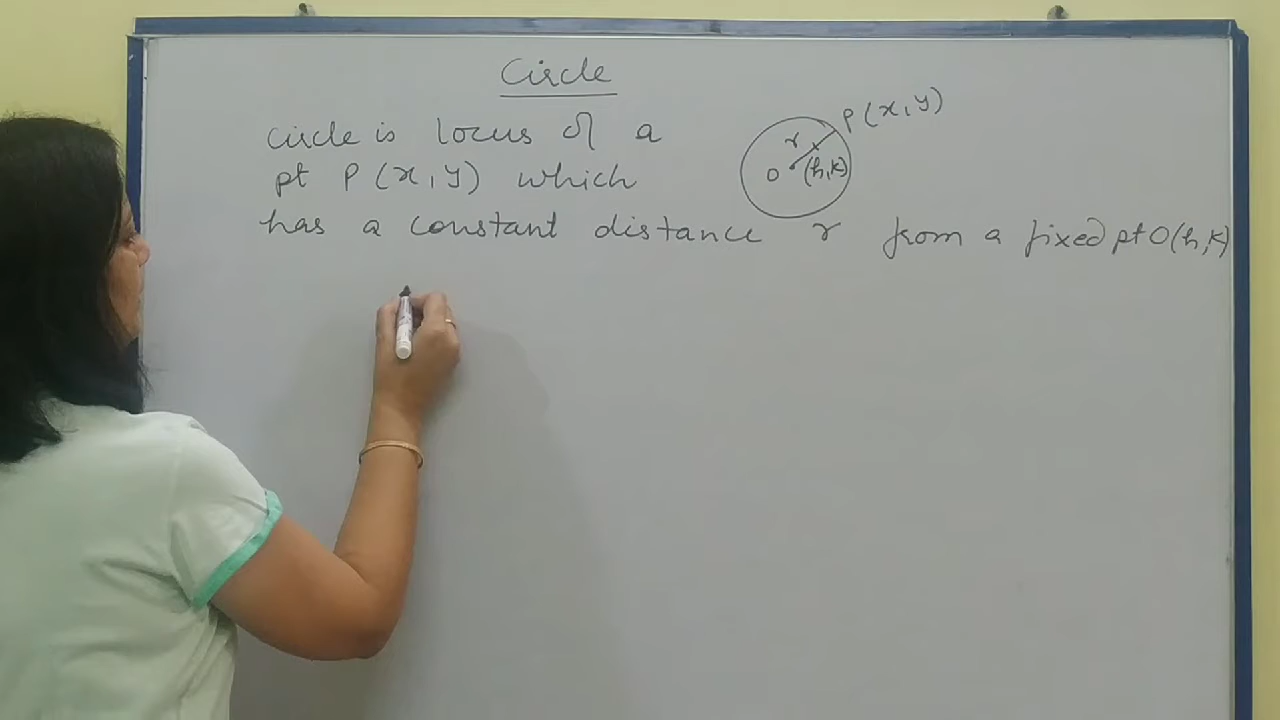 Circle
circle is locus of a
pt P(x,y) which
has a constant distance r from a fixed pt O(h,k)
P(x,y)
r
O (h,k)